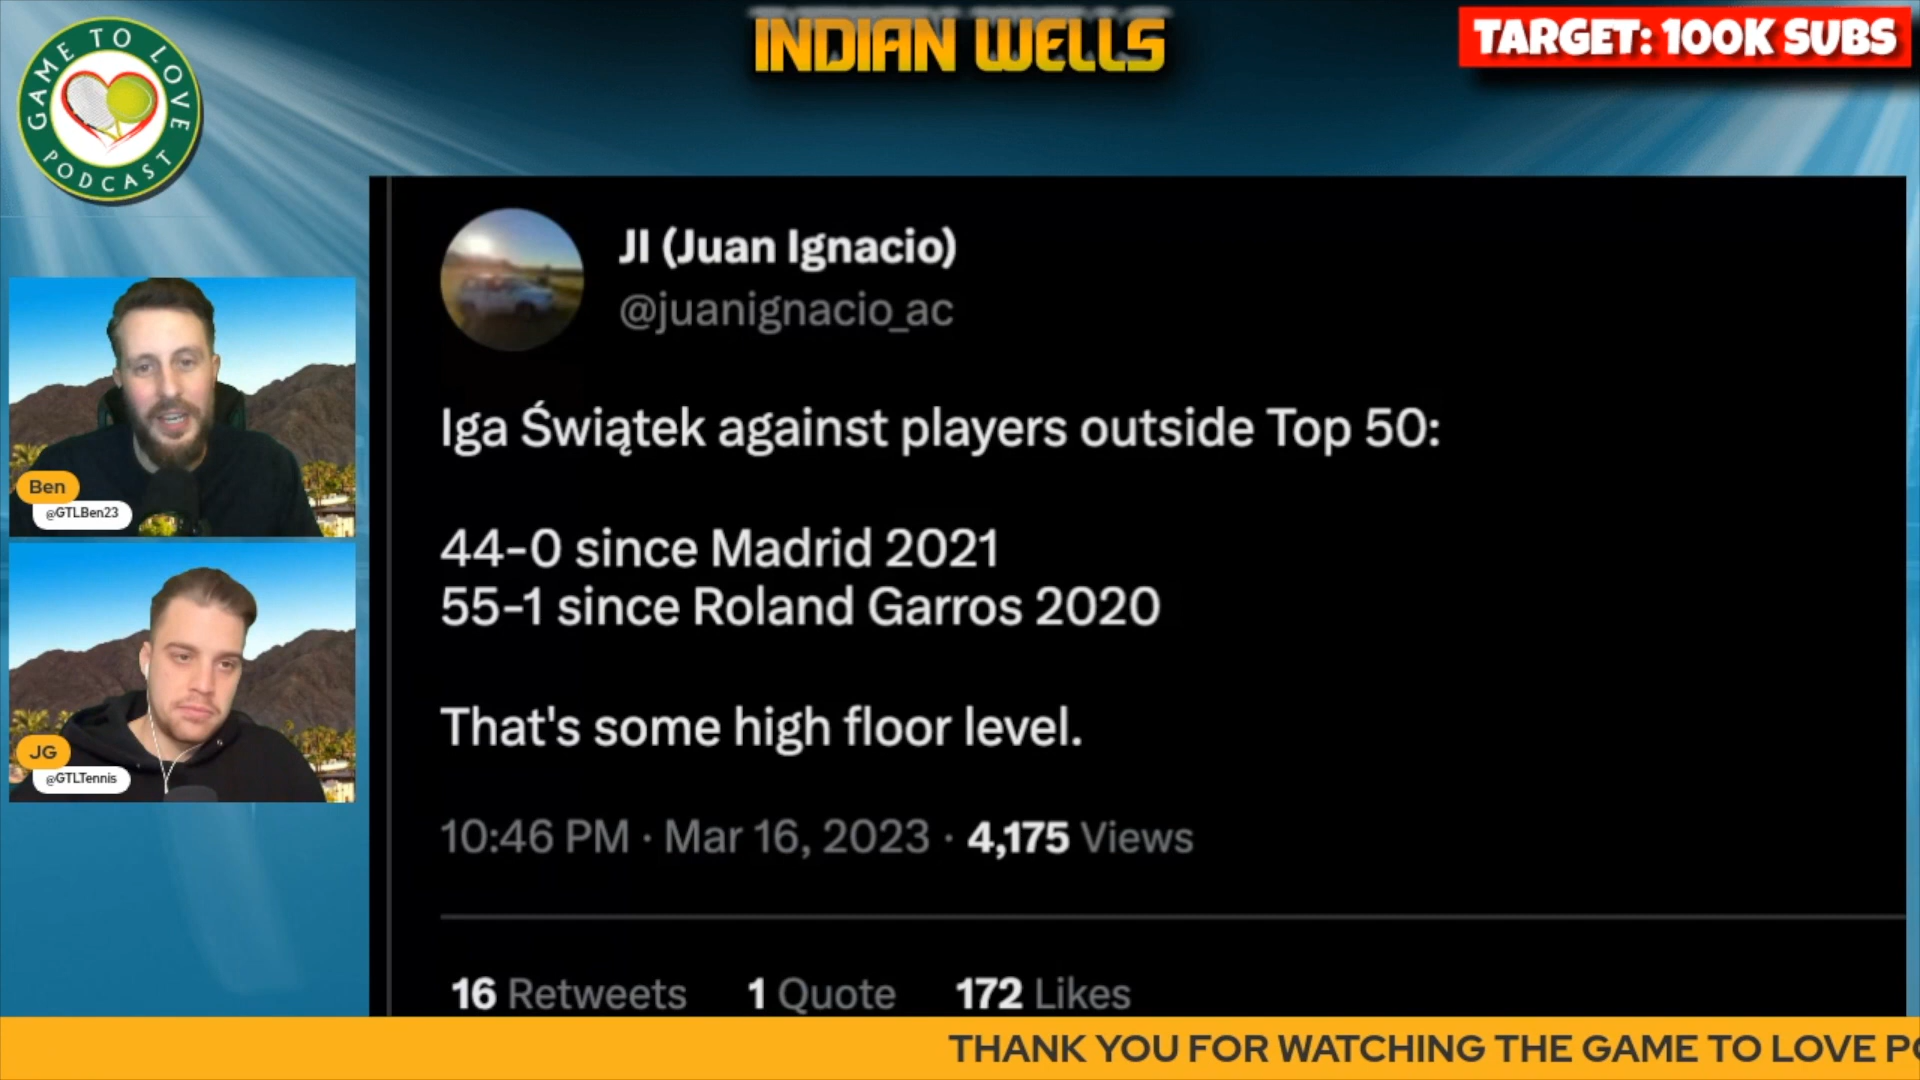 GAME TO LOVE
PODCAST
INDIAN WELLS
TARGET: 100K SUBS
JI (Juan Ignacio)
@juanignacio_ac
Iga Świątek against players outside Top 50:
44-0 since Madrid 2021
55-1 since Roland Garros 2020
That's some high floor level.
10:46 PM · Mar 16, 2023 · 4,175 Views
16 Retweets 1 Quote 172 Likes
Ben
@GTLBen23
JG
@GTLTennis
THANK YOU FOR WATCHING THE GAME TO LOVE